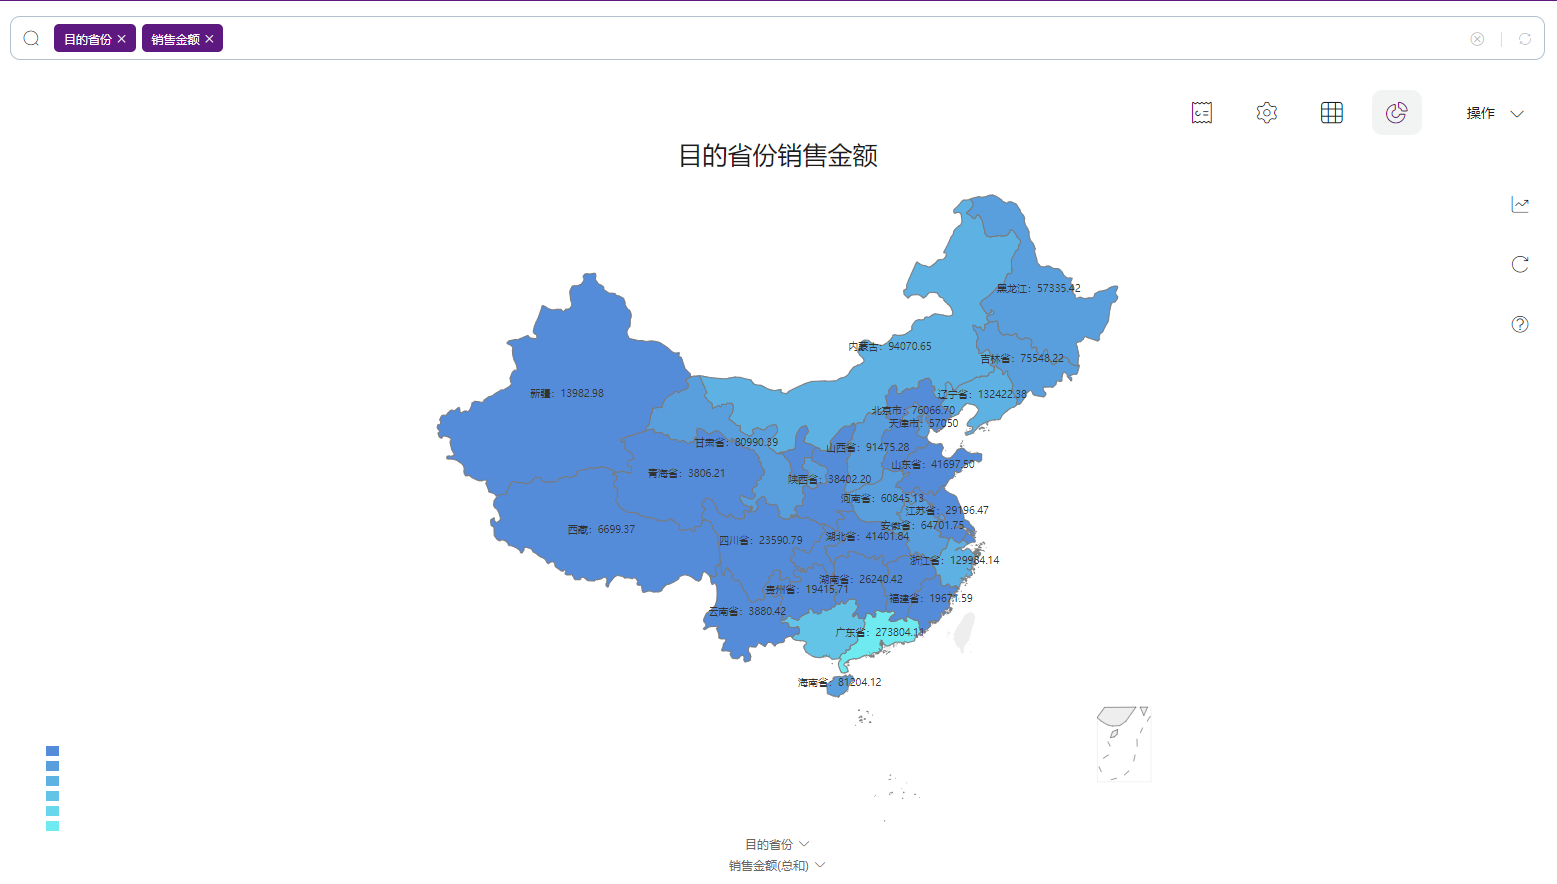 目的省份 × 销售金额 ×
操作
目的省份销售金额
黑龙江：57335.42
内蒙古：94070.65
吉林省：75548.22
新疆：13982.98
辽宁省：132422.38
北京市：76066.70
天津市：57050
甘肃省：80990.39
山西省：91475.28
山东省：41697.50
青海省：3806.21
陕西省：38402.20
河南省：60845.13
江苏省：29196.47
安徽省：64701.75
西藏：6699.37
四川省：23590.79
湖北省：41401.84
浙江省：129984.14
湖南省：26240.42
贵州省：19415.71
福建省：19671.59
云南省：3880.42
广东省：273804.11
海南省：81204.12
目的省份
销售金额(总和)